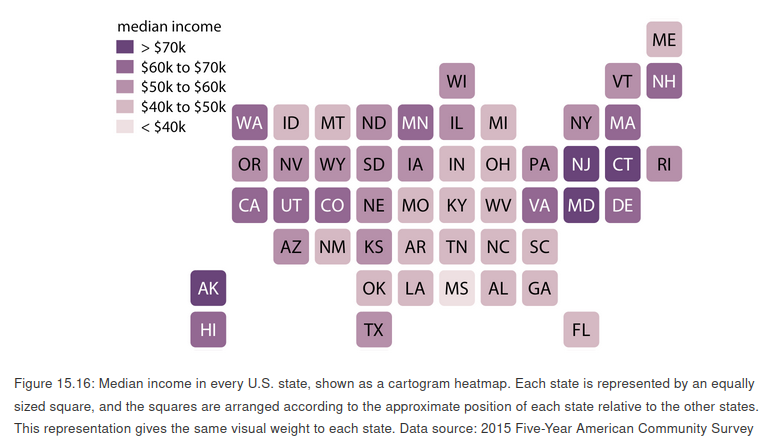 median income
> $70k
$60k to $70k
$50k to $60k
$40k to $50k
< $40k
ME
WI VT NH
WA ID MT ND MN IL MI NY MA
OR NV WY SD IA IN OH PA NJ CT RI
CA UT CO NE MO KY WV VA MD DE
AZ NM KS AR TN NC SC
AK OK LA MS AL GA
HI TX FL
Figure 15.16: Median income in every U.S. state, shown as a cartogram heatmap. Each state is represented by an equally
sized square, and the squares are arranged according to the approximate position of each state relative to the other states.
This representation gives the same visual weight to each state. Data source: 2015 Five-Year American Community Survey